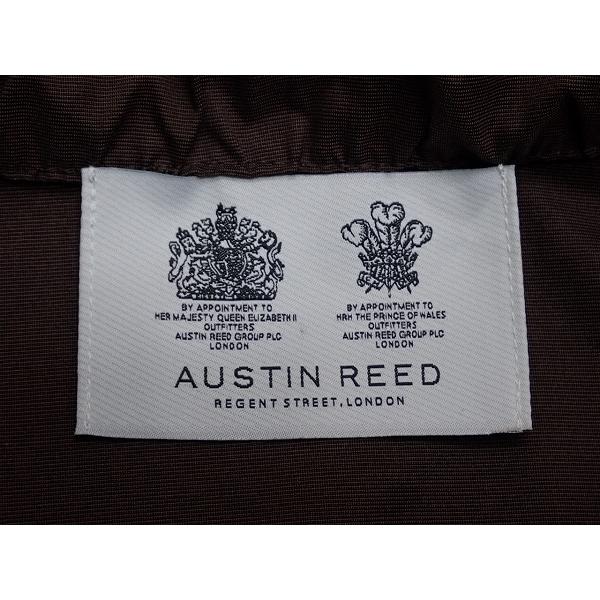 BY APPOINTMENT TO
HER MAJESTY QUEEN ELIZABETH II
OUTFITTERS
AUSTIN REED GROUP PLC
LONDON
BY APPOINTMENT TO
HRH THE PRINCE OF WALES
OUTFITTERS
AUSTIN REED GROUP PLC
LONDON
AUSTIN REED
REGENT STREET, LONDON